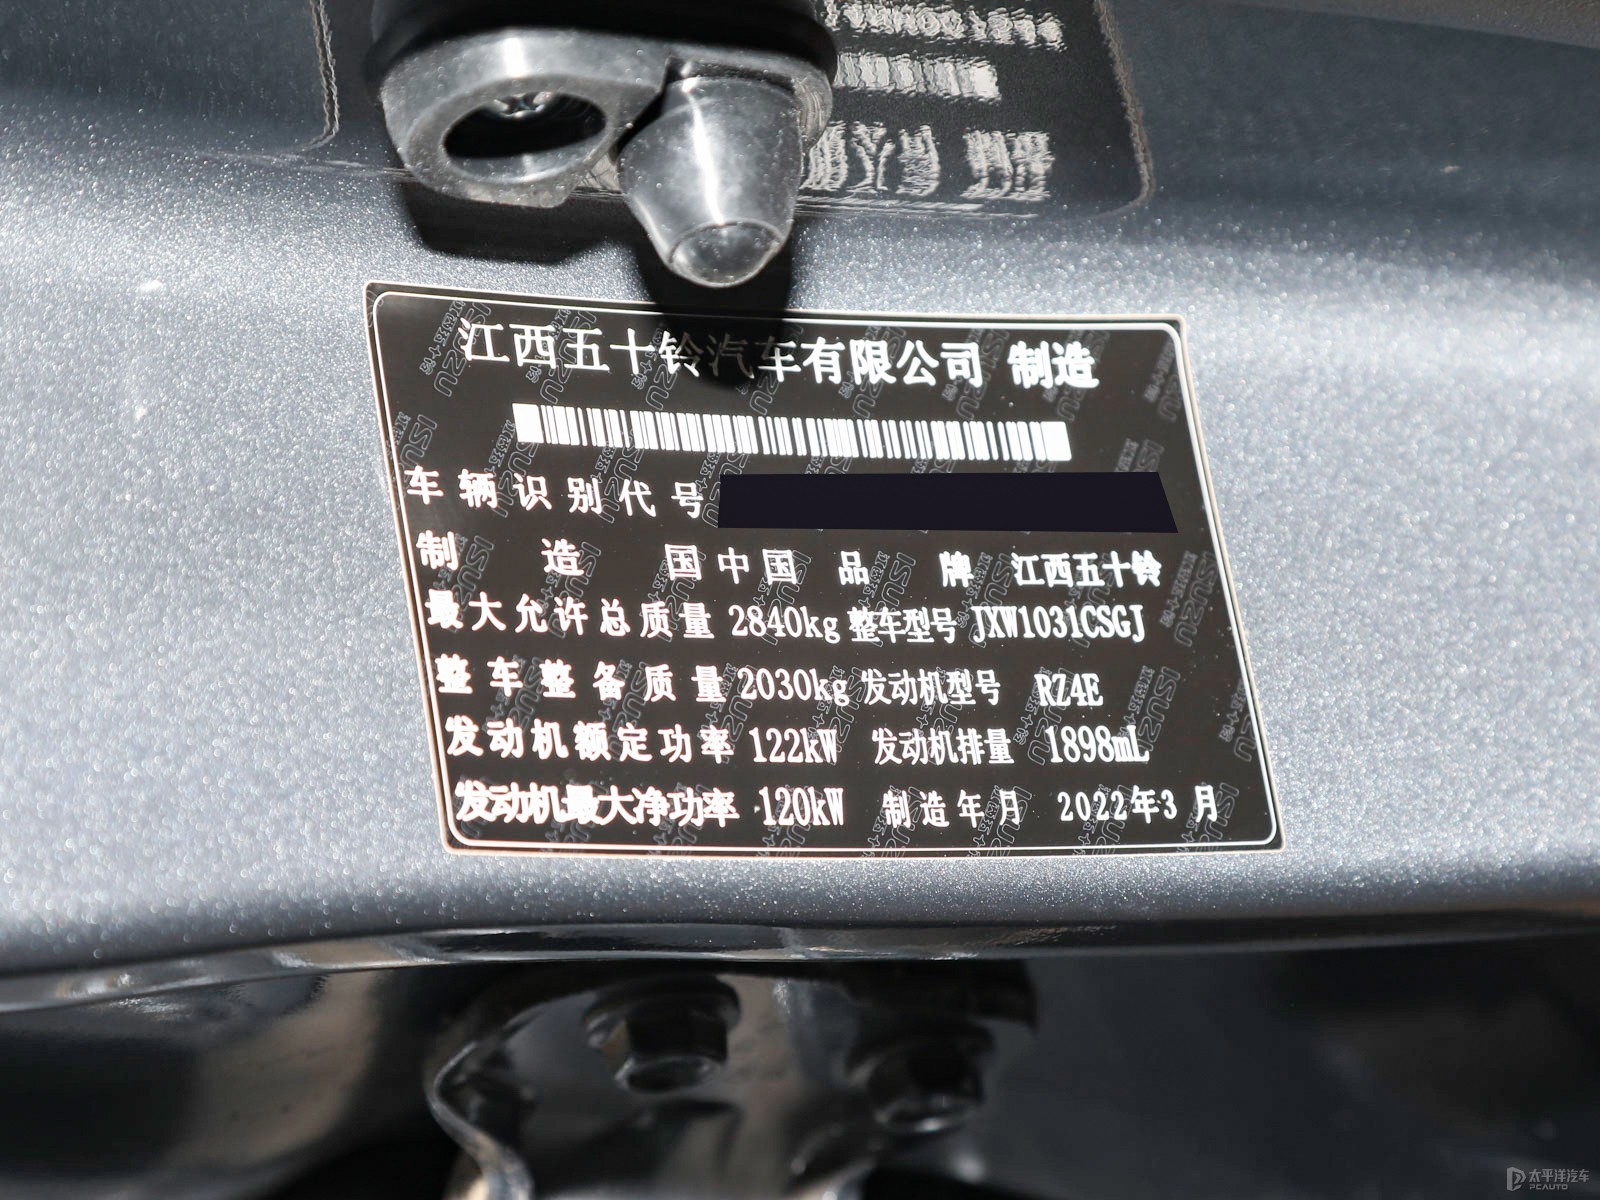 江西五十铃汽车有限公司 制造
车辆识别代号
制造国 中国 品牌 江西五十铃
最大允许总质量 2840kg 整车型号 JXW1031CSGJ
整车整备质量 2030kg 发动机型号 RZ4E
发动机额定功率 122kW 发动机排量 1898mL
发动机最大净功率 120kW 制造年月 2022年3月
太平洋汽车
PCAUTO